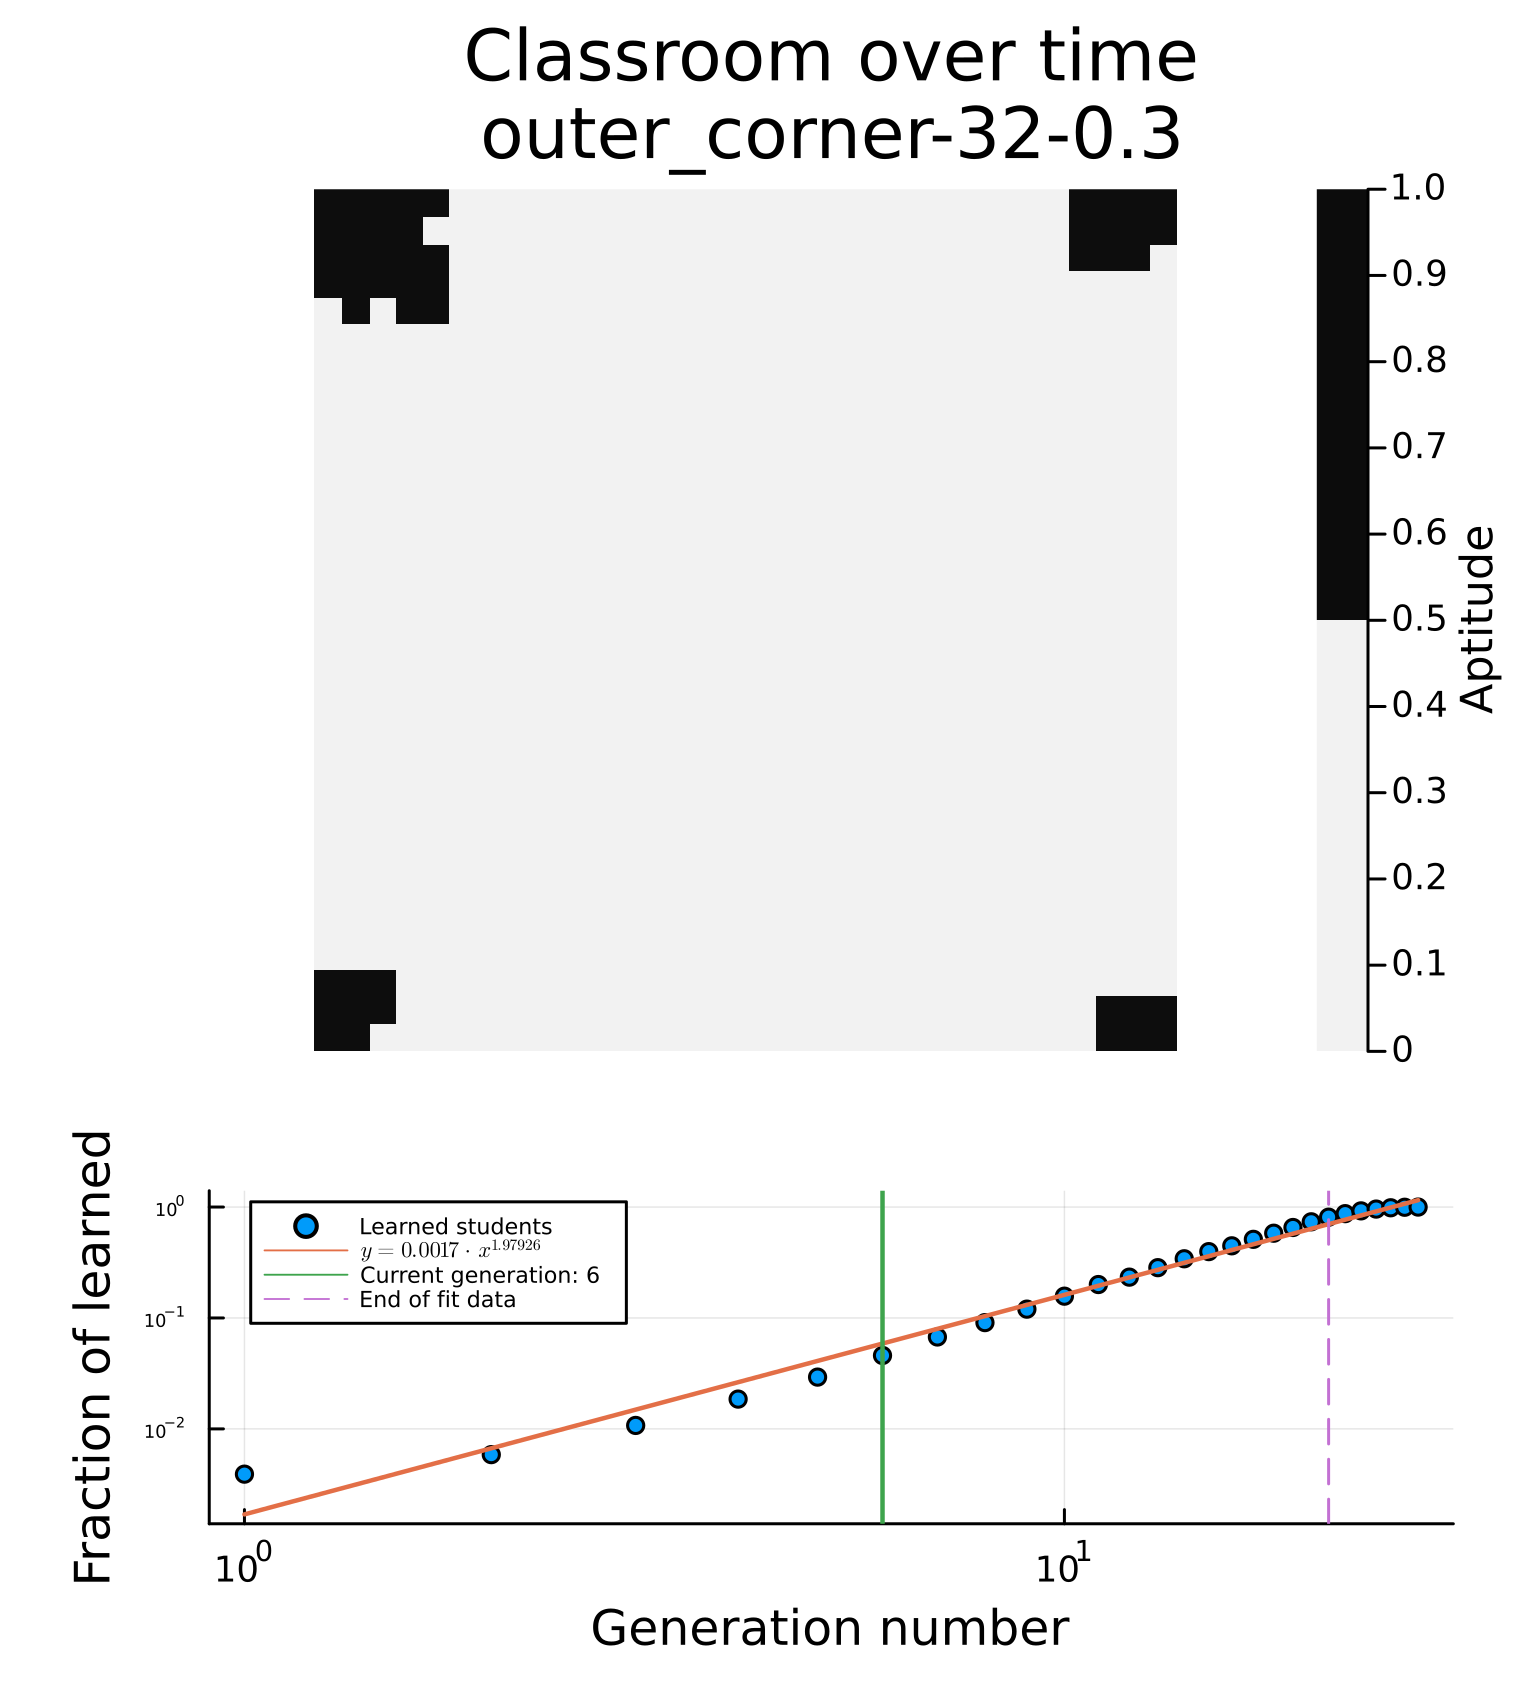 Classroom over time
outer_corner-32-0.3
1.0
0.9
0.8
0.7
0.6
0.5
0.4
0.3
0.2
0.1
0
Aptitude
Fraction of learned
10^0
10^−1
10^−2
Learned students
y = 0.0017 · x^1.97926
Current generation: 6
End of fit data
10^0
10^1
Generation number